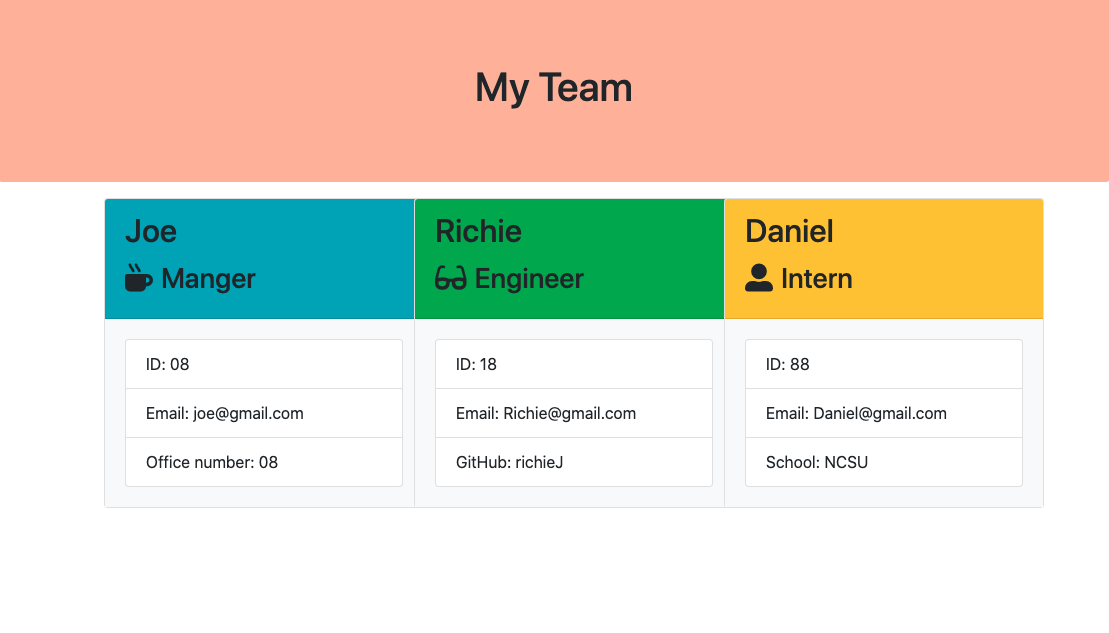 My Team
Joe
Manger
ID: 08
Email: joe@gmail.com
Office number: 08
Richie
Engineer
ID: 18
Email: Richie@gmail.com
GitHub: richieJ
Daniel
Intern
ID: 88
Email: Daniel@gmail.com
School: NCSU